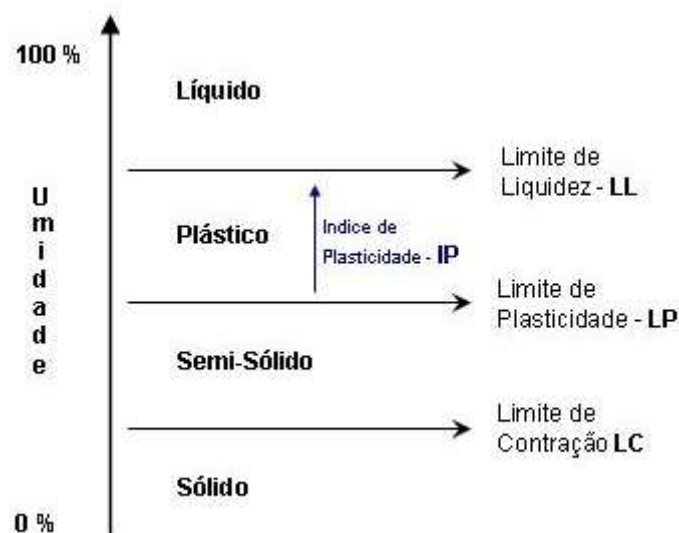 100 %
Líquido
Limite de
Liquidez - LL
Umidade
Plástico
Indice de
Plasticidade - IP
Limite de
Plasticidade - LP
Semi-Sólido
Limite de
Contração LC
Sólido
0 %